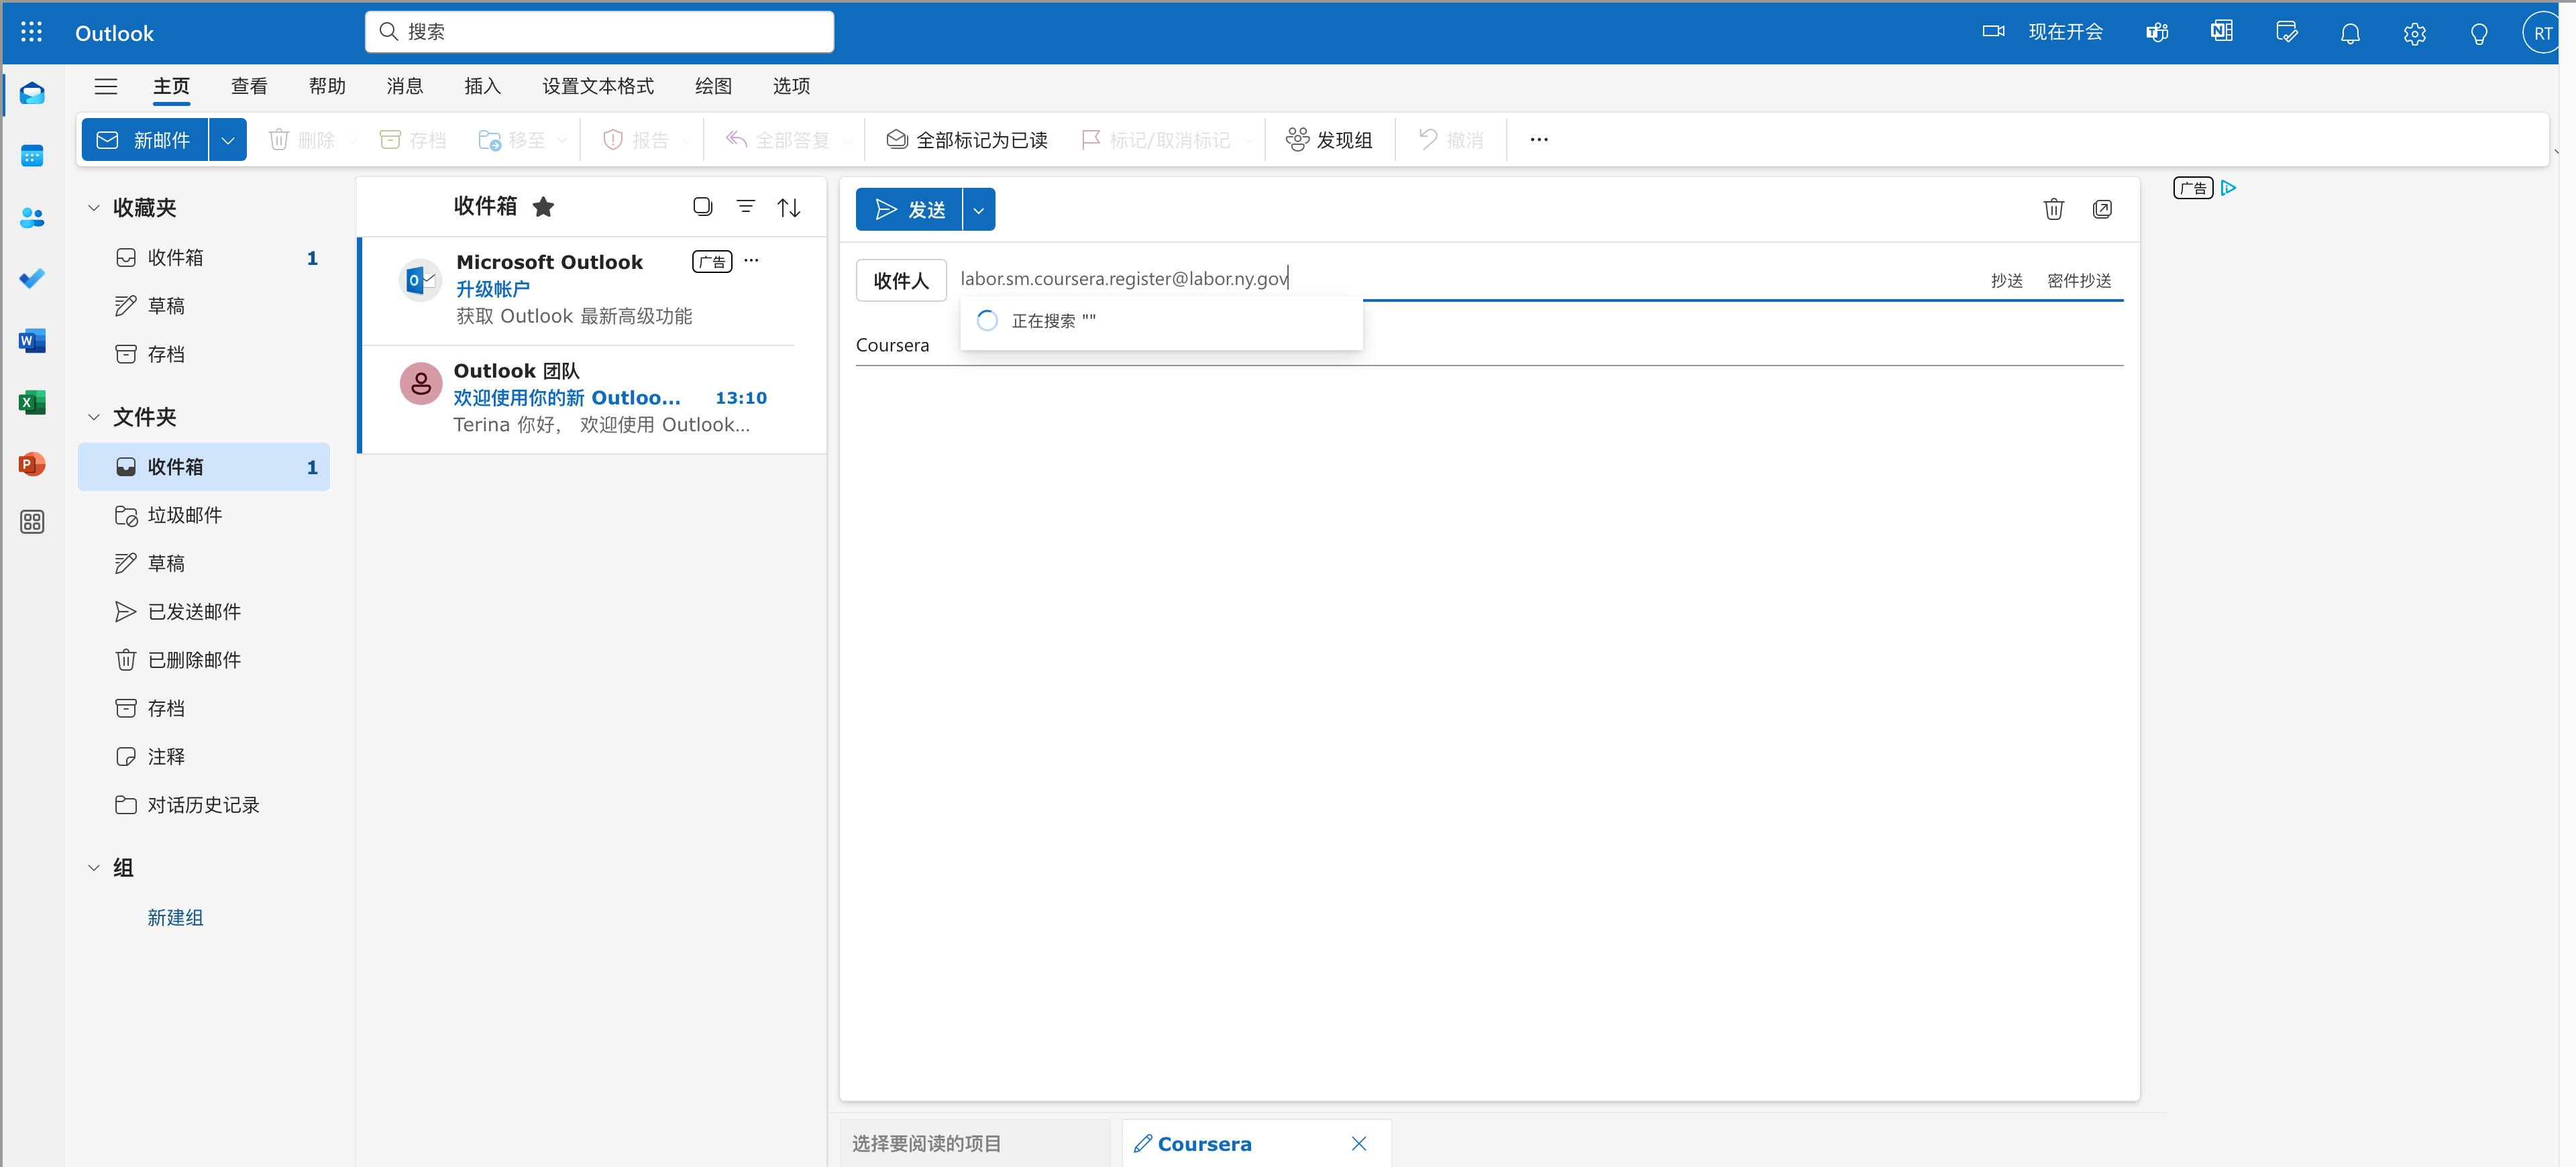 Outlook
搜索
现在开会
RT
主页 查看 帮助 消息 插入 设置文本格式 绘图 选项
新邮件 删除 存档 移至 报告 全部答复 全部标记为已读 标记/取消标记 发现组 撤消
收藏夹
收件箱 1
草稿
存档
文件夹
收件箱 1
垃圾邮件
草稿
已发送邮件
已删除邮件
存档
注释
对话历史记录
组
新建组
收件箱
Microsoft Outlook 广告
升级帐户
获取 Outlook 最新高级功能
Outlook 团队
欢迎使用你的新 Outloo... 13:10
Terina 你好， 欢迎使用 Outlook...
发送
收件人 labor.sm.coursera.register@labor.ny.gov 抄送 密件抄送
正在搜索 ""
Coursera
广告
选择要阅读的项目 Coursera